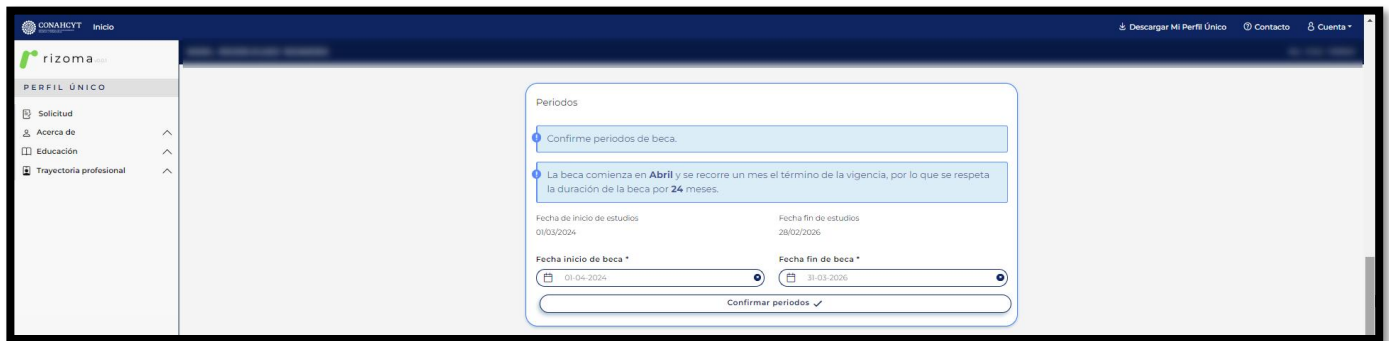 CONAHCYT Inicio Descargar Mi Perfil Único Contacto Cuenta
rizoma
PERFIL ÚNICO
Solicitud
Acerca de
Educación
Trayectoria profesional
Periodos
Confirme periodos de beca.
La beca comienza en Abril y se recorre un mes el término de la vigencia, por lo que se respeta
la duración de la beca por 24 meses.
Fecha de inicio de estudios Fecha fin de estudios
01/03/2024 28/02/2026
Fecha inicio de beca * Fecha fin de beca *
01-04-2024 31-03-2026
Confirmar periodos